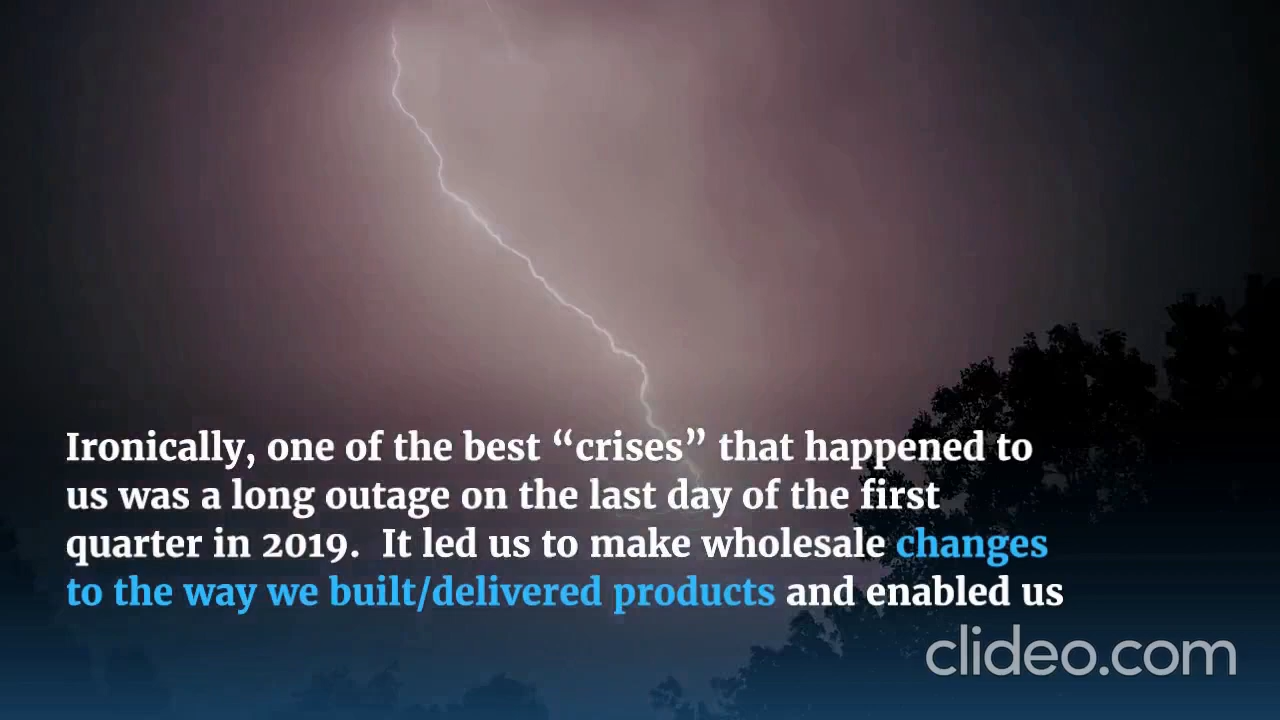 Ironically, one of the best “crises” that happened to
us was a long outage on the last day of the first
quarter in 2019.  It led us to make wholesale changes
to the way we built/delivered products and enabled us
clideo.com